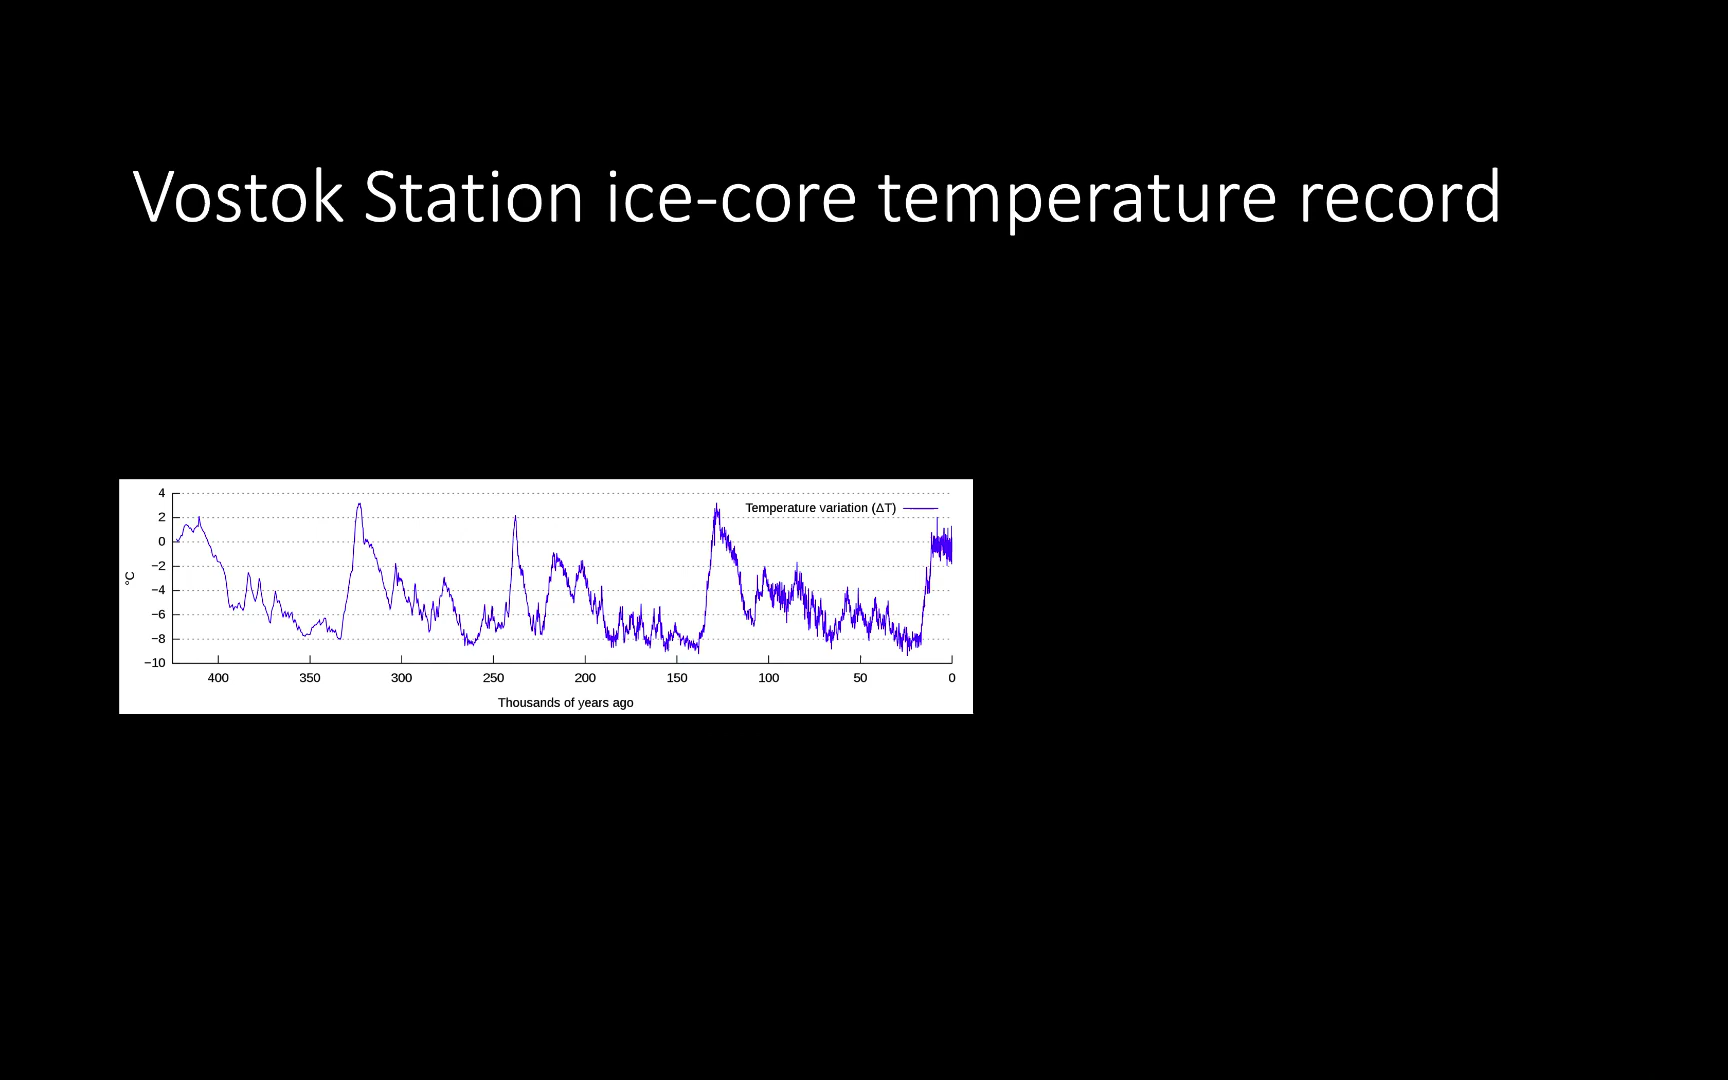 Vostok Station ice-core temperature record
4
Temperature variation (ΔT)
2
0
−2
°C
−4
−6
−8
−10
400 350 300 250 200 150 100 50 0
Thousands of years ago